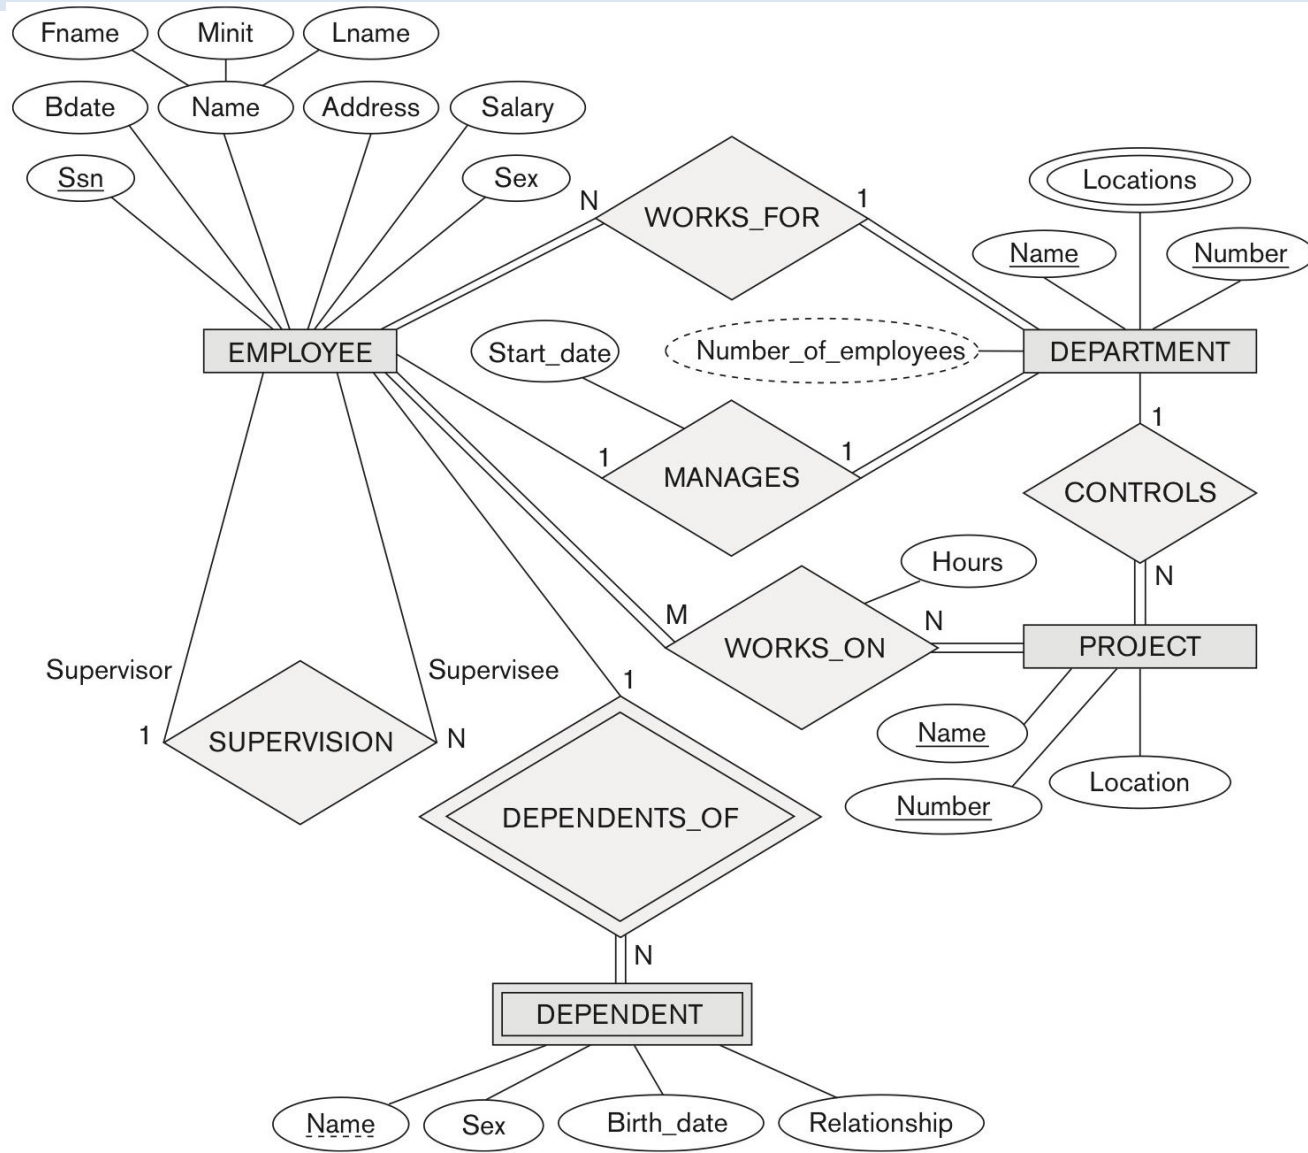 Fname
Minit
Lname
Bdate
Name
Address
Salary
Ssn
Sex
N
WORKS_FOR
1
Locations
Name
Number
EMPLOYEE
Start_date
Number_of_employees
DEPARTMENT
1
MANAGES
1
1
CONTROLS
N
Hours
M
WORKS_ON
N
PROJECT
Supervisor
Supervisee
1
SUPERVISION
N
1
Name
Number
Location
DEPENDENTS_OF
N
DEPENDENT
Name
Sex
Birth_date
Relationship